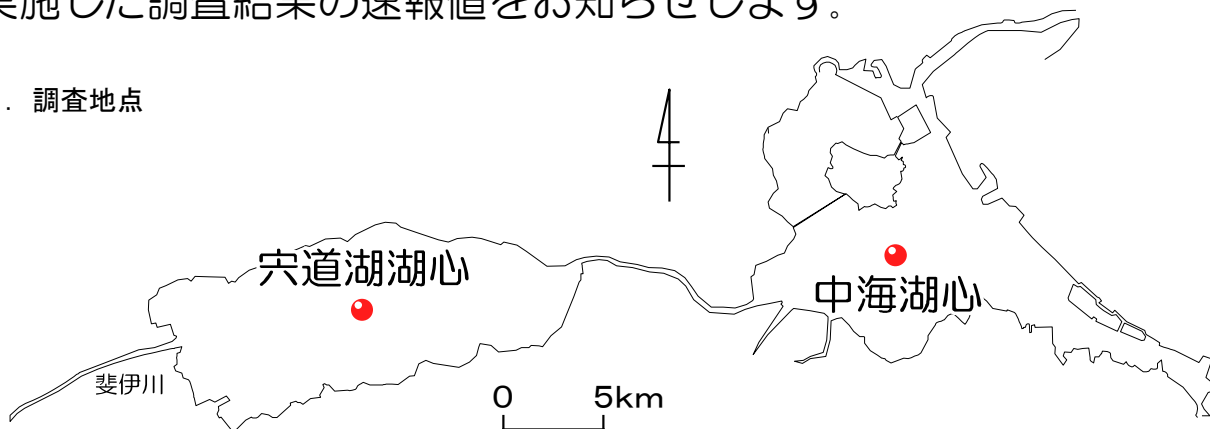 実施した調査結果の速報値をお知らせします。
．調査地点
宍道湖湖心
中海湖心
斐伊川
0 5km